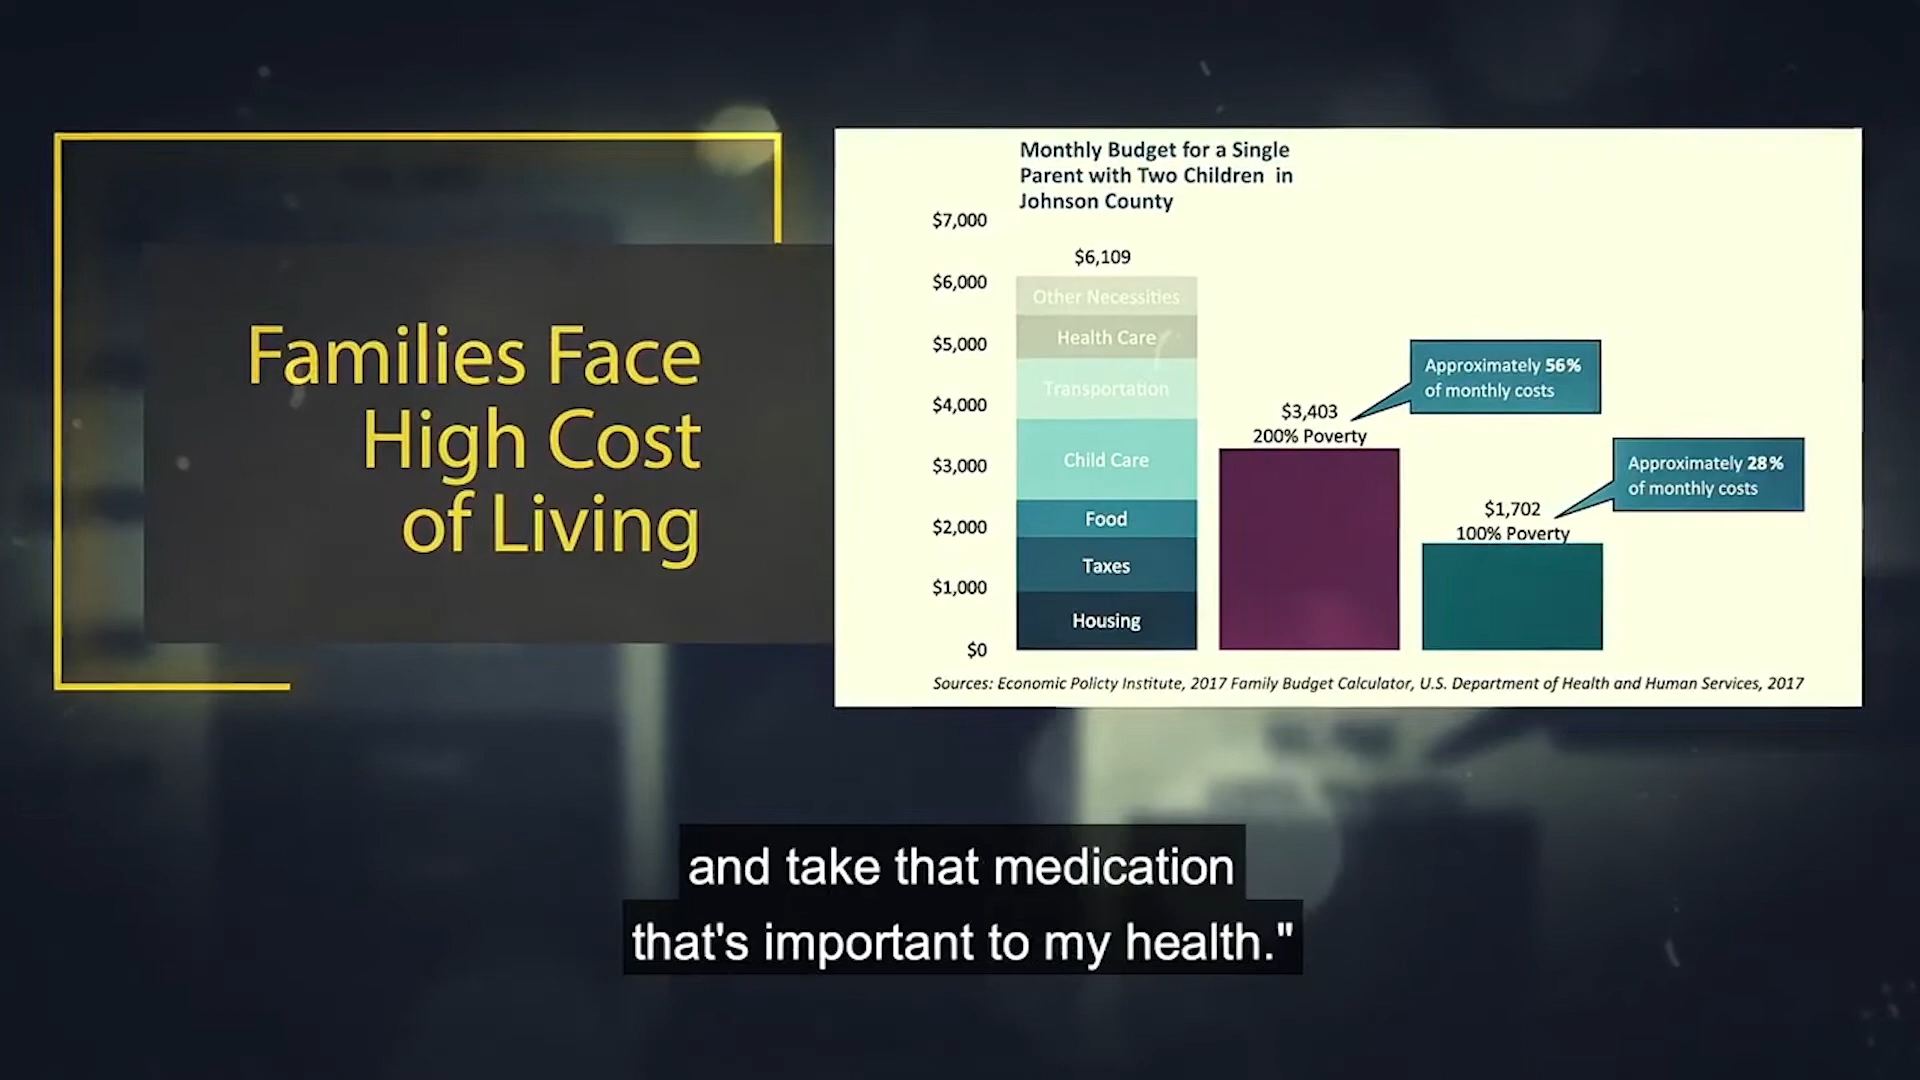 Families Face
High Cost
of Living
Monthly Budget for a Single
Parent with Two Children in
Johnson County
$7,000
$6,000
$5,000
$4,000
$3,000
$2,000
$1,000
$0
$6,109
Other Necessities
Health Care
Transportation
Child Care
Food
Taxes
Housing
$3,403
200% Poverty
Approximately 56%
of monthly costs
$1,702
100% Poverty
Approximately 28%
of monthly costs
Sources: Economic Policty Institute, 2017 Family Budget Calculator, U.S. Department of Health and Human Services, 2017
and take that medication
that's important to my health."